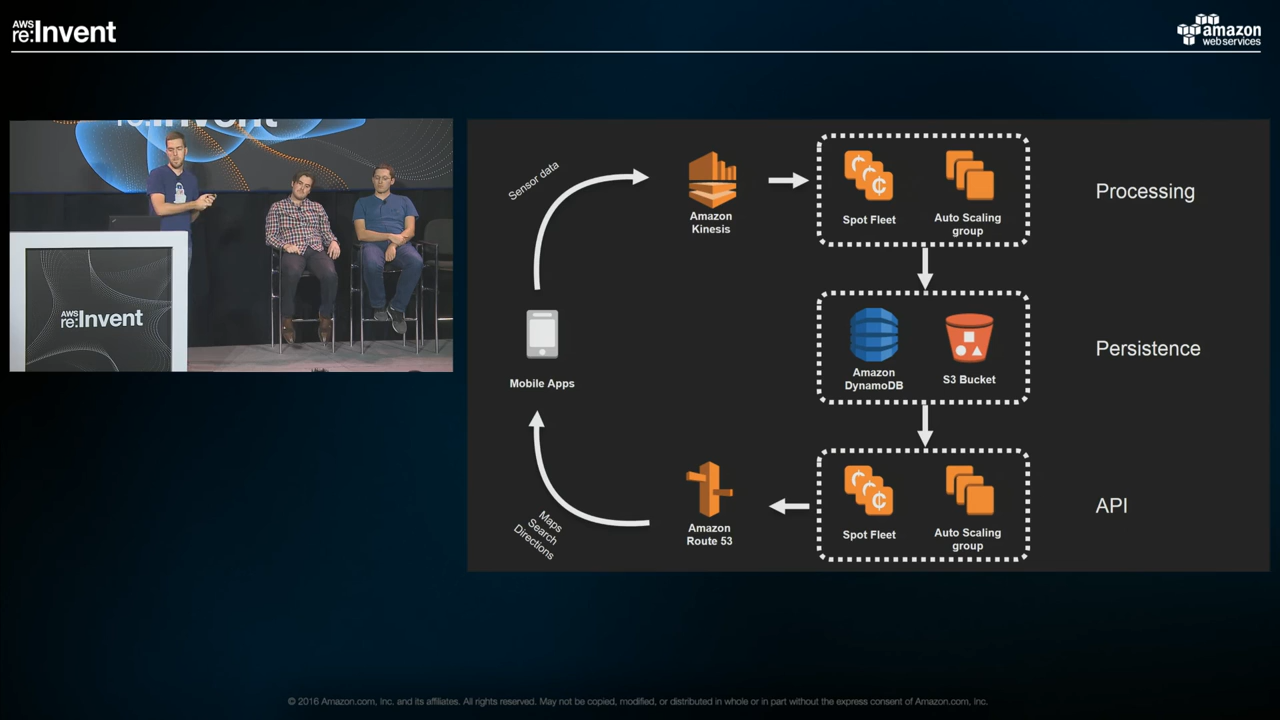 AWS
re:Invent
amazon
web services
re:Invent
AWS
re:Invent
Sensor data
Amazon
Kinesis
Spot Fleet
Auto Scaling
group
Processing
Mobile Apps
Amazon
DynamoDB
S3 Bucket
Persistence
Maps
Search
Directions
Amazon
Route 53
Spot Fleet
Auto Scaling
group
API
© 2016 Amazon.com, Inc. and its affiliates. All rights reserved. May not be copied, modified, or distributed in whole or in part without the express consent of Amazon.com, Inc.